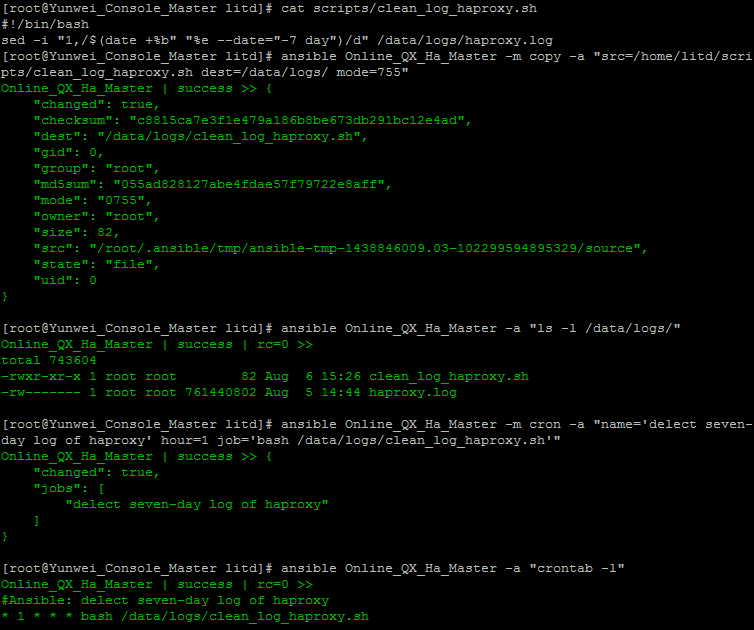 [root@Yunwei_Console_Master litd]# cat scripts/clean_log_haproxy.sh
#!/bin/bash
sed -i "1,/$(date +%b" "%e --date="-7 day")/d" /data/logs/haproxy.log
[root@Yunwei_Console_Master litd]# ansible Online_QX_Ha_Master -m copy -a "src=/home/litd/scri
pts/clean_log_haproxy.sh dest=/data/logs/ mode=755"
Online_QX_Ha_Master | success >> {
    "changed": true,
    "checksum": "c8815ca7e3f1e479a186b8be673db291bc12e4ad",
    "dest": "/data/logs/clean_log_haproxy.sh",
    "gid": 0,
    "group": "root",
    "md5sum": "055ad828127abe4fdae57f79722e8aff",
    "mode": "0755",
    "owner": "root",
    "size": 82,
    "src": "/root/.ansible/tmp/ansible-tmp-1438846009.03-102299594895329/source",
    "state": "file",
    "uid": 0
}
[root@Yunwei_Console_Master litd]# ansible Online_QX_Ha_Master -a "ls -l /data/logs/"
Online_QX_Ha_Master | success | rc=0 >>
total 743604
-rwxr-xr-x 1 root root        82 Aug  6 15:26 clean_log_haproxy.sh
-rw------- 1 root root 761440802 Aug  5 14:44 haproxy.log
[root@Yunwei_Console_Master litd]# ansible Online_QX_Ha_Master -m cron -a "name='delect seven-
day log of haproxy' hour=1 job='bash /data/logs/clean_log_haproxy.sh'"
Online_QX_Ha_Master | success >> {
    "changed": true,
    "jobs": [
        "delect seven-day log of haproxy"
    ]
}
[root@Yunwei_Console_Master litd]# ansible Online_QX_Ha_Master -a "crontab -l"
Online_QX_Ha_Master | success | rc=0 >>
#Ansible: delect seven-day log of haproxy
* 1 * * * bash /data/logs/clean_log_haproxy.sh